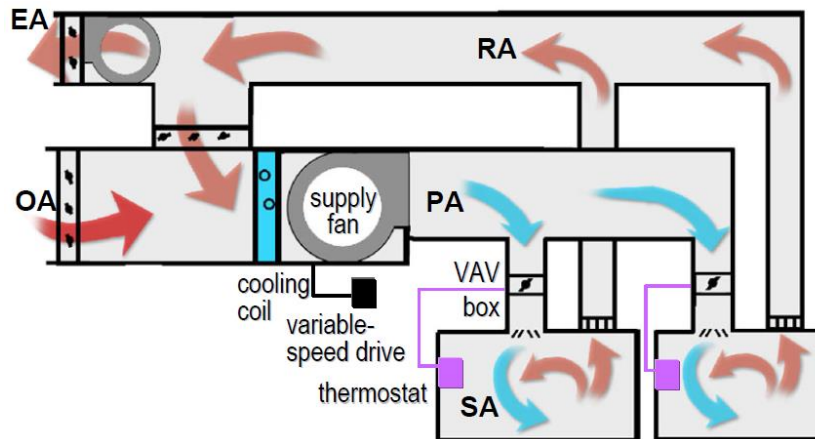 EA
RA
OA
supply
fan
PA
cooling
coil
variable-
speed drive
VAV
box
thermostat
SA